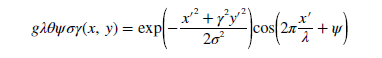 gλθψσγ(x, y) = exp(−(x′² + γ²y′²)/(2σ²)) cos(2π x′/λ + ψ)